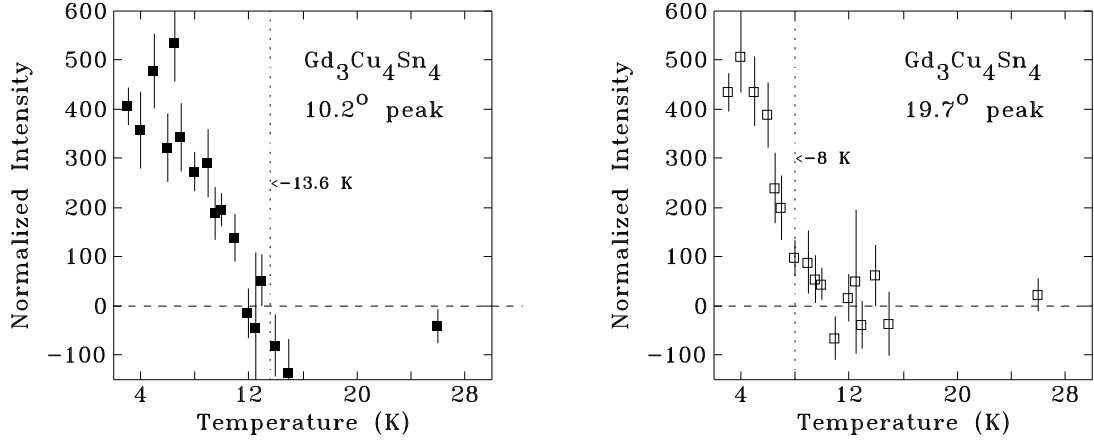 600
500
400
300
200
100
0
−100
4
12
20
28
Normalized Intensity
Temperature (K)
Gd₃Cu₄Sn₄
10.2° peak
<−13.6 K
600
500
400
300
200
100
0
−100
4
12
20
28
Normalized Intensity
Temperature (K)
Gd₃Cu₄Sn₄
19.7° peak
<−8 K